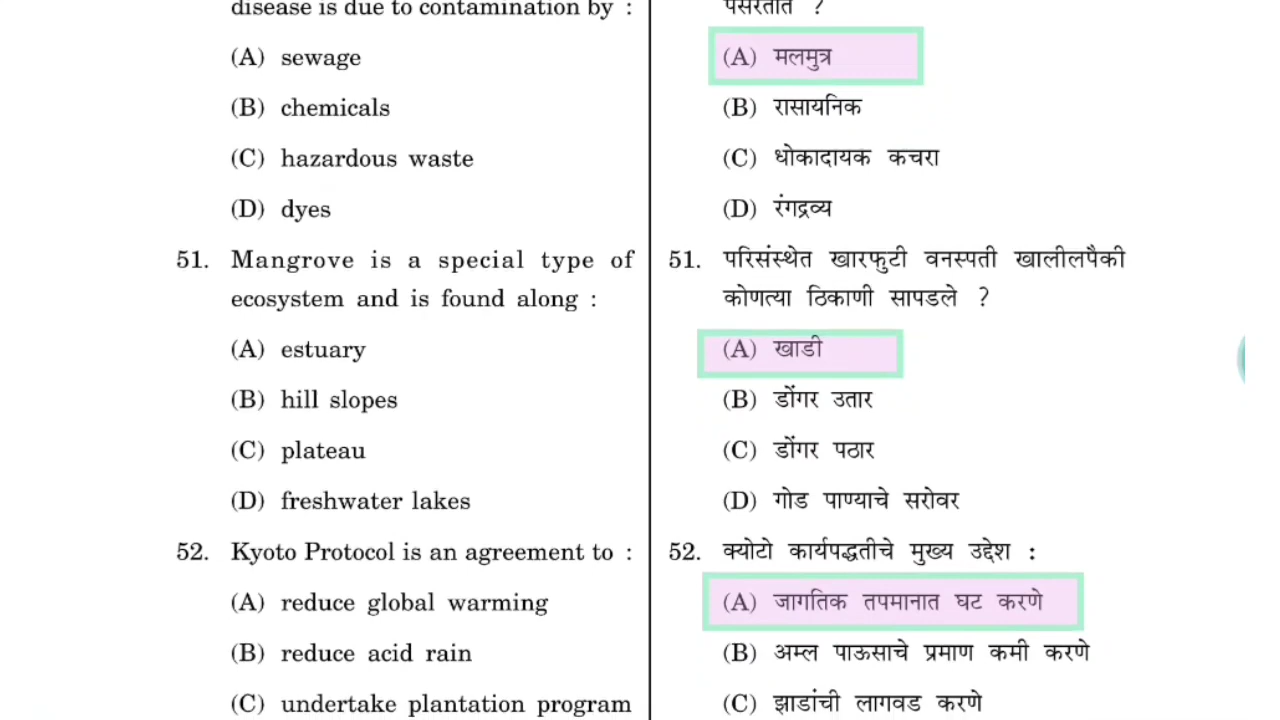 disease is due to contamination by :
(A) sewage
(B) chemicals
(C) hazardous waste
(D) dyes
51. Mangrove is a special type of
ecosystem and is found along :
(A) estuary
(B) hill slopes
(C) plateau
(D) freshwater lakes
52. Kyoto Protocol is an agreement to :
(A) reduce global warming
(B) reduce acid rain
(C) undertake plantation program
पसरतात ?
(A) मलमुत्र
(B) रासायनिक
(C) धोकादायक कचरा
(D) रंगद्रव्य
51. परिसंस्थेत खारफुटी वनस्पती खालीलपैकी
कोणत्या ठिकाणी सापडले ?
(A) खाडी
(B) डोंगर उतार
(C) डोंगर पठार
(D) गोड पाण्याचे सरोवर
52. क्योटो कार्यपद्धतीचे मुख्य उद्देश :
(A) जागतिक तपमानात घट करणे
(B) अम्ल पाऊसाचे प्रमाण कमी करणे
(C) झाडांची लागवड करणे